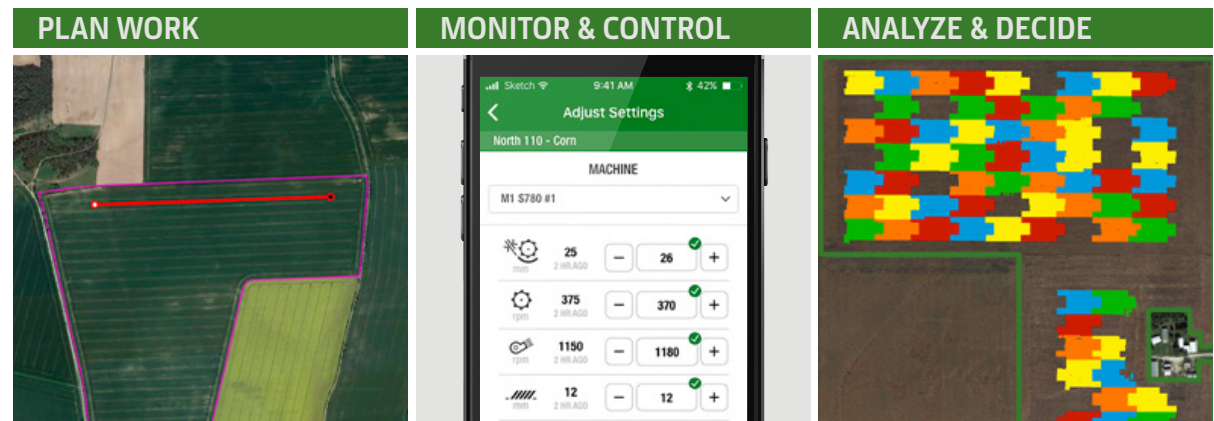 PLAN WORK
MONITOR & CONTROL
ANALYZE & DECIDE
Sketch 9:41 AM 42%
Adjust Settings
North 110 - Corn
MACHINE
M1 S780 #1
25 − 26 +
mm 2 HR AGO
375 − 370 +
rpm 2 HR AGO
1150 − 1180 +
rpm 2 HR AGO
12 − 12 +
mm 2 HR AGO